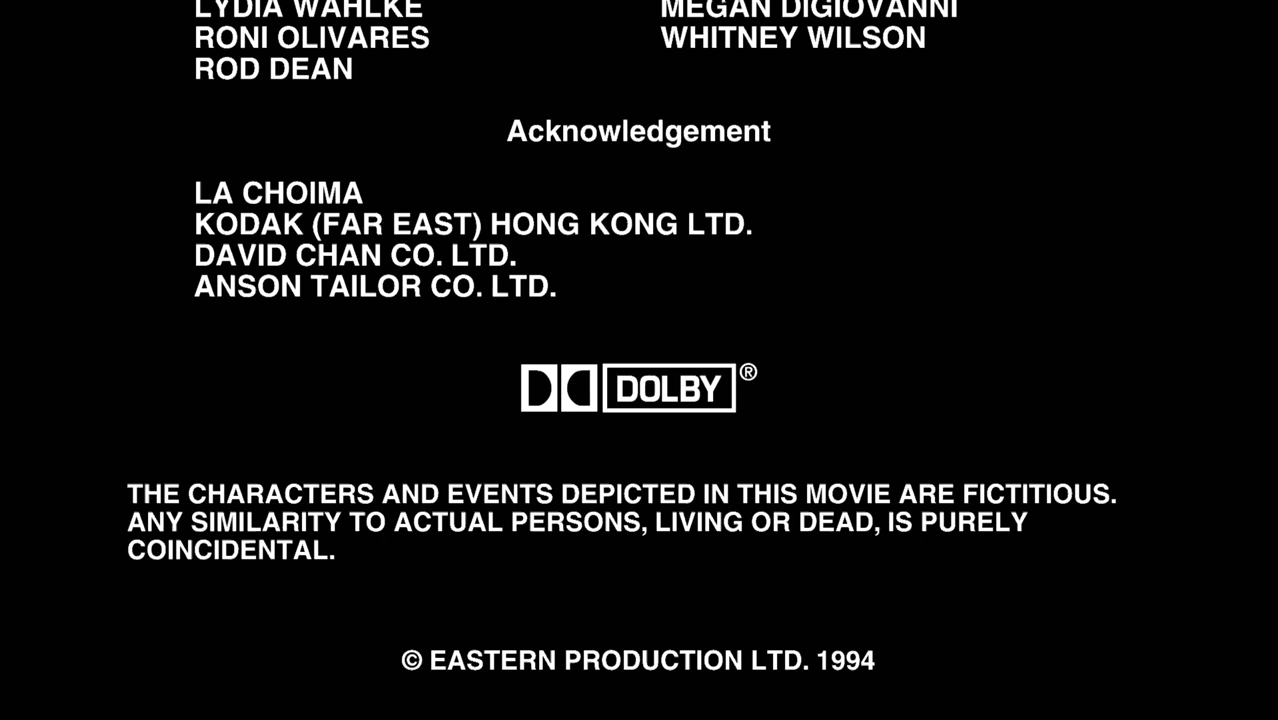 LYDIA WAHLKE
MEGAN DIGIOVANNI
RONI OLIVARES
WHITNEY WILSON
ROD DEAN
Acknowledgement
LA CHOIMA
KODAK (FAR EAST) HONG KONG LTD.
DAVID CHAN CO. LTD.
ANSON TAILOR CO. LTD.
DOLBY®
THE CHARACTERS AND EVENTS DEPICTED IN THIS MOVIE ARE FICTITIOUS.
ANY SIMILARITY TO ACTUAL PERSONS, LIVING OR DEAD, IS PURELY
COINCIDENTAL.
© EASTERN PRODUCTION LTD. 1994